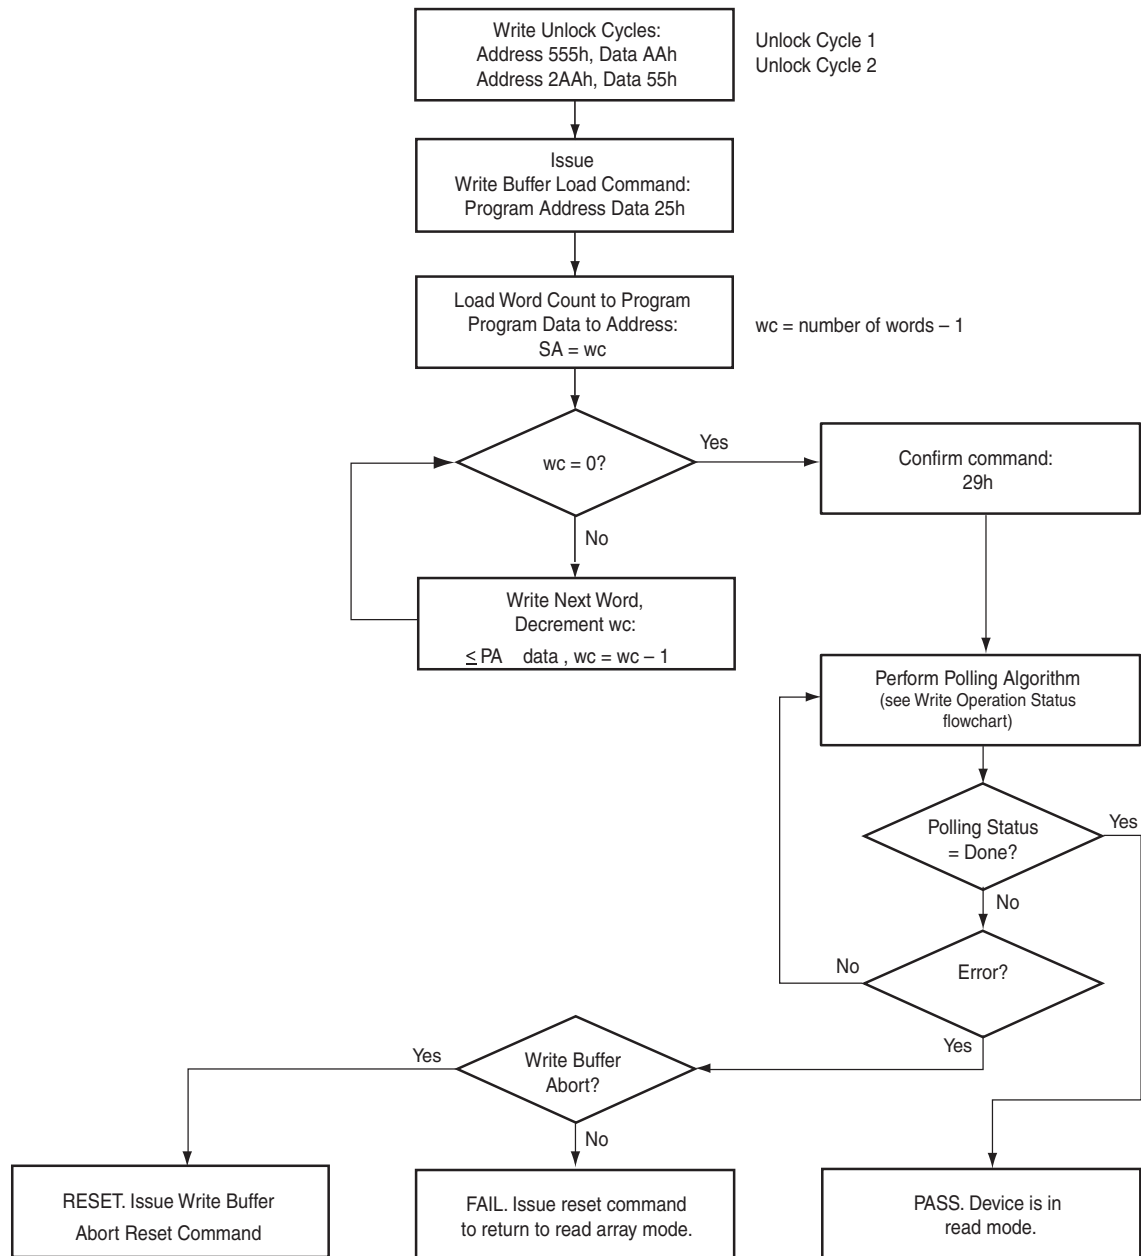 Write Unlock Cycles:
Address 555h, Data AAh
Address 2AAh, Data 55h
Unlock Cycle 1
Unlock Cycle 2
Issue
Write Buffer Load Command:
Program Address Data 25h
Load Word Count to Program
Program Data to Address:
SA = wc
wc = number of words – 1
wc = 0?
Yes
Confirm command:
29h
No
Write Next Word,
Decrement wc:
≤ PA data , wc = wc – 1
Perform Polling Algorithm
(see Write Operation Status
flowchart)
Polling Status
= Done?
Yes
No
Error?
No
Yes
Write Buffer
Abort?
Yes
No
RESET. Issue Write Buffer
Abort Reset Command
FAIL. Issue reset command
to return to read array mode.
PASS. Device is in
read mode.